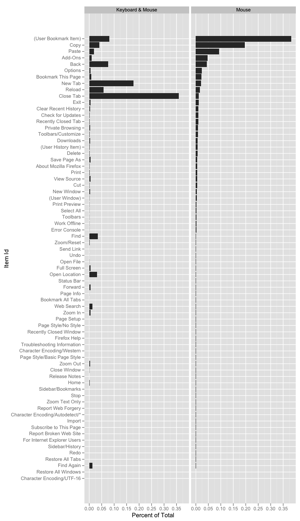 Keyboard & Mouse
Mouse
(User Bookmark Item)
Copy
Paste
Add-Ons
Back
Options
Bookmark This Page
New Tab
Reload
Close Tab
Exit
Clear Recent History
Check for Updates
Recently Closed Tab
Private Browsing
Toolbars/Customize
Downloads
(User History Item)
Delete
Save Page As
About Mozilla Firefox
Print
View Source
Cut
New Window
(User Window)
Print Preview
Select All
Toolbars
Work Offline
Error Console
Find
Zoom/Reset
Send Link
Undo
Open File
Full Screen
Open Location
Status Bar
Forward
Page Info
Bookmark All Tabs
Web Search
Zoom In
Page Setup
Page Style/No Style
Recently Closed Window
Firefox Help
Troubleshooting Information
Character Encoding/Western
Page Style/Basic Page Style
Zoom Out
Close Window
Release Notes
Home
Sidebar/Bookmarks
Stop
Zoom Text Only
Report Web Forgery
Character Encoding/Autodetect/*
Import
Subscribe to This Page
Report Broken Web Site
For Internet Explorer Users
Sidebar/History
Redo
Restore All Tabs
Find Again
Restore All Windows
Character Encoding/UTF-16
Item Id
0.00 0.05 0.10 0.15 0.20 0.25 0.30 0.35
0.00 0.05 0.10 0.15 0.20 0.25 0.30 0.35
Percent of Total